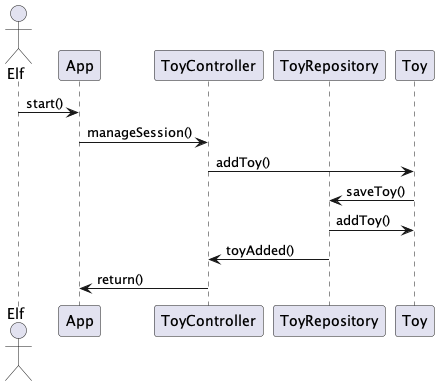 Elf
App
ToyController
ToyRepository
Toy
start()
manageSession()
addToy()
saveToy()
addToy()
toyAdded()
return()
Elf
App
ToyController
ToyRepository
Toy